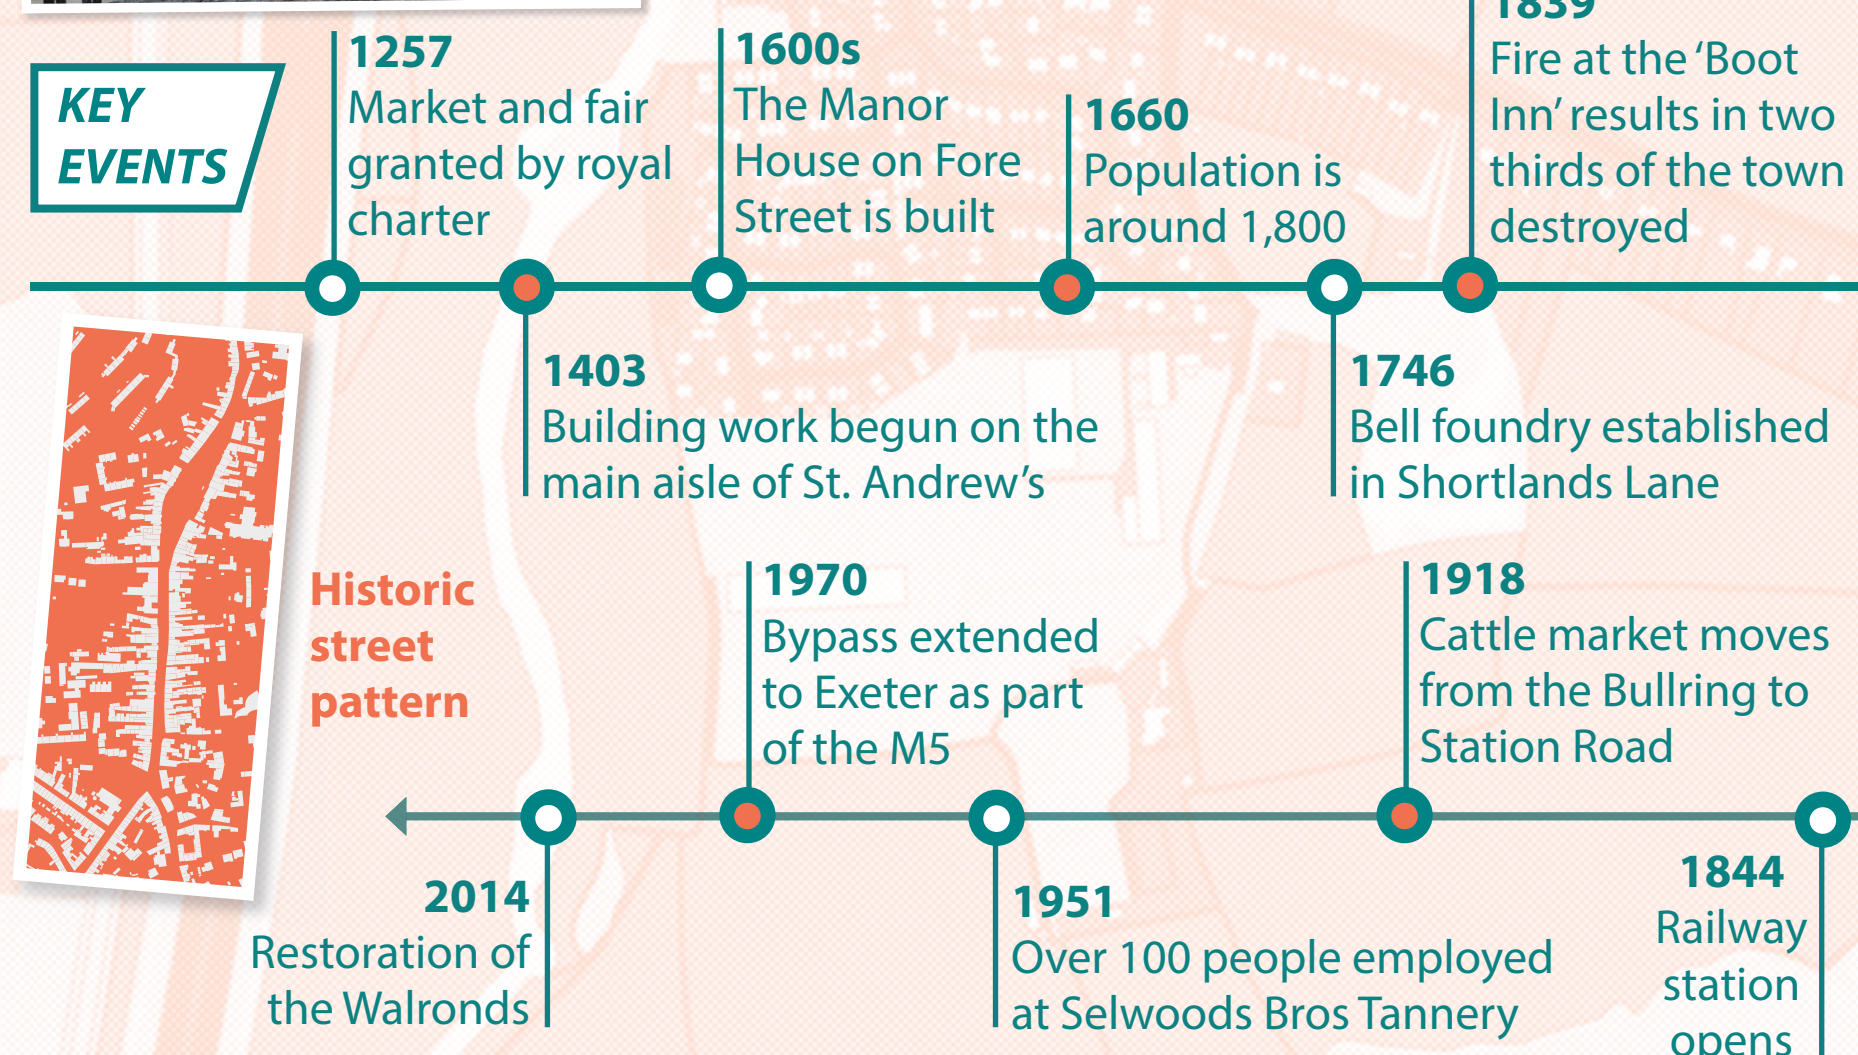 KEY
EVENTS
1257
Market and fair
granted by royal
charter
1403
Building work begun on the
main aisle of St. Andrew’s
1600s
The Manor
House on Fore
Street is built
1660
Population is
around 1,800
1746
Bell foundry established
in Shortlands Lane
1839
Fire at the ‘Boot
Inn’ results in two
thirds of the town
destroyed
Historic
street
pattern
1844
Railway
station
opens
1918
Cattle market moves
from the Bullring to
Station Road
1951
Over 100 people employed
at Selwoods Bros Tannery
1970
Bypass extended
to Exeter as part
of the M5
2014
Restoration of
the Walronds